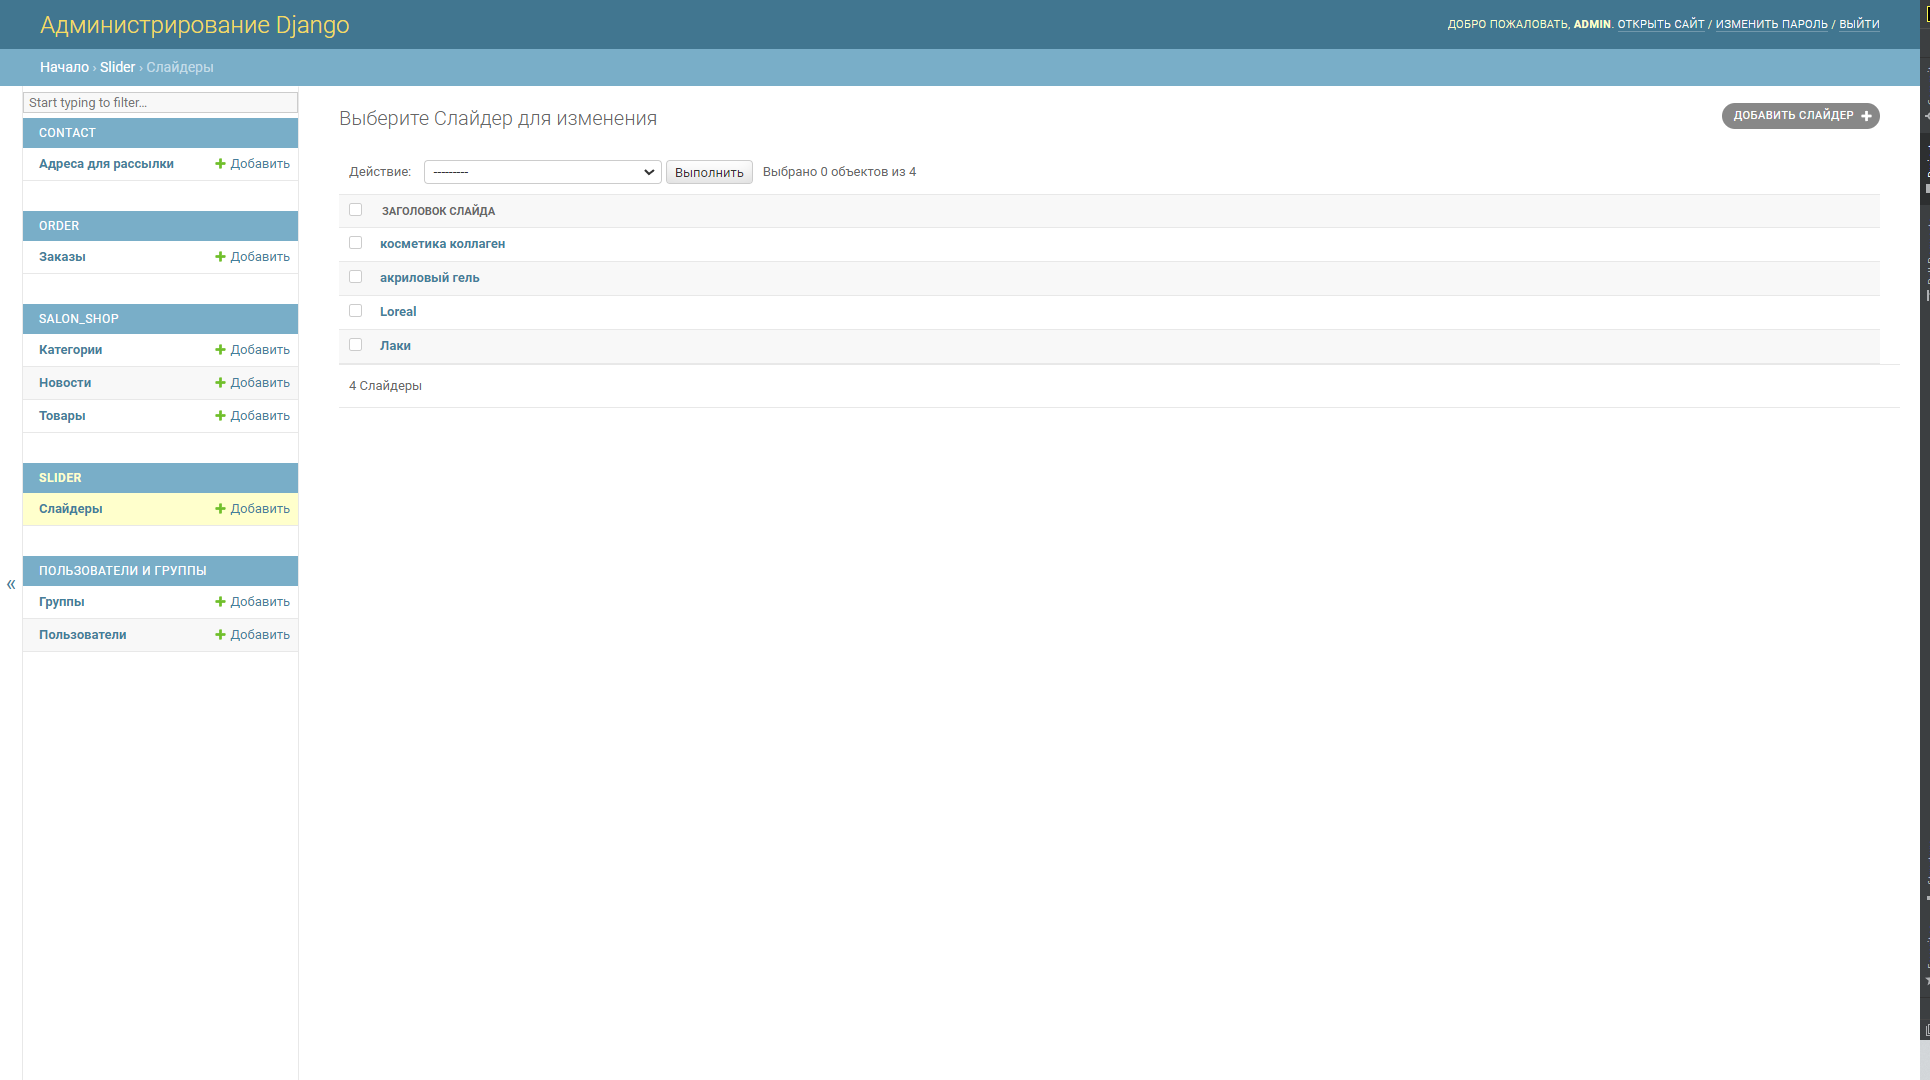 Администрирование Django
ДОБРО ПОЖАЛОВАТЬ, ADMIN. ОТКРЫТЬ САЙТ / ИЗМЕНИТЬ ПАРОЛЬ / ВЫЙТИ
Начало › Slider › Слайдеры
Start typing to filter...
CONTACT
Адреса для рассылки + Добавить
ORDER
Заказы + Добавить
SALON_SHOP
Категории + Добавить
Новости + Добавить
Товары + Добавить
SLIDER
Слайдеры + Добавить
ПОЛЬЗОВАТЕЛИ И ГРУППЫ
Группы + Добавить
Пользователи + Добавить
«
Выберите Слайдер для изменения
ДОБАВИТЬ СЛАЙДЕР +
Действие: --------- Выполнить Выбрано 0 объектов из 4
ЗАГОЛОВОК СЛАЙДА
косметика коллаген
акриловый гель
Loreal
Лаки
4 Слайдеры